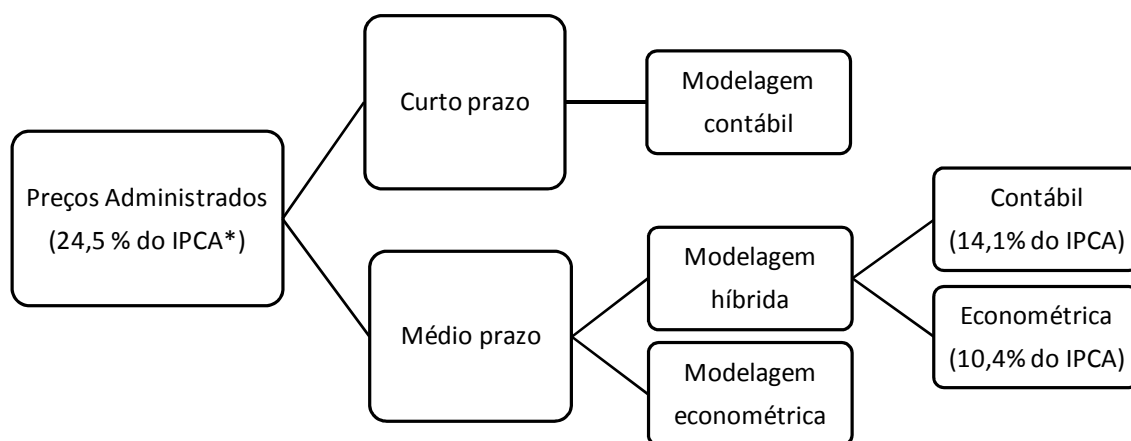 Preços Administrados
(24,5 % do IPCA*)
Curto prazo
Modelagem
contábil
Médio prazo
Modelagem
híbrida
Contábil
(14,1% do IPCA)
Econométrica
(10,4% do IPCA)
Modelagem
econométrica